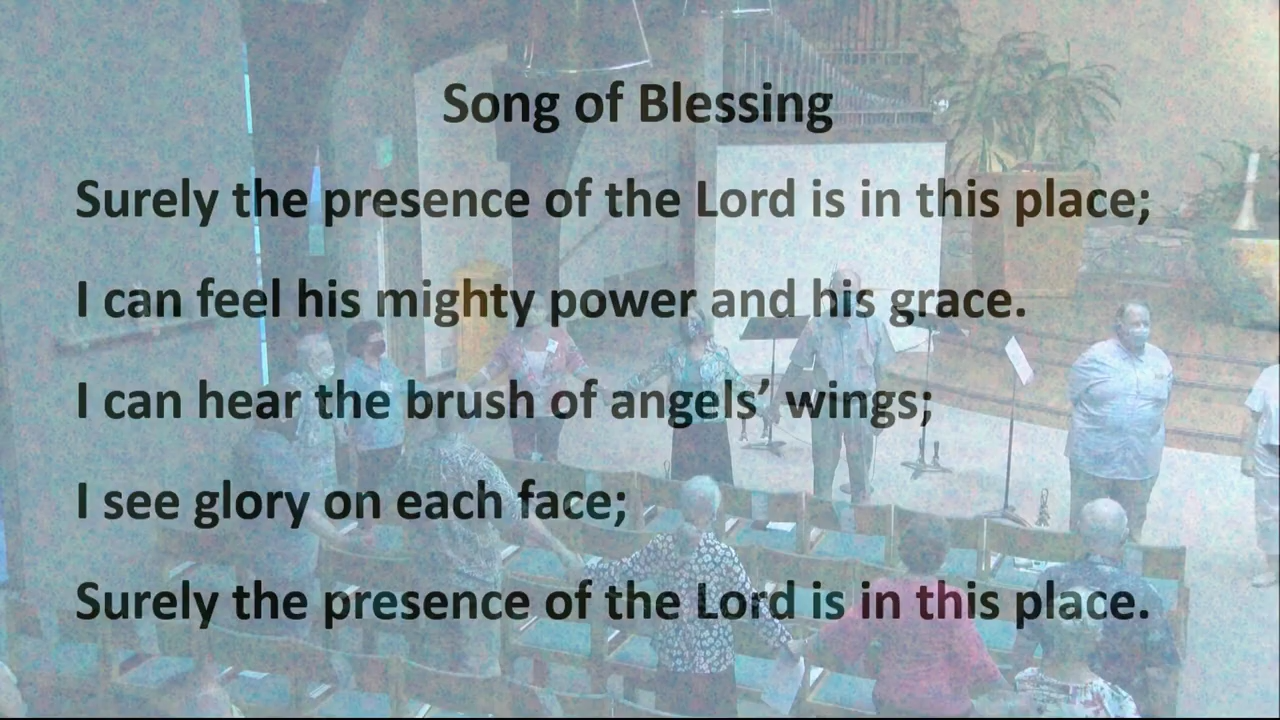 Song of Blessing
Surely the presence of the Lord is in this place;
I can feel his mighty power and his grace.
I can hear the brush of angels’ wings;
I see glory on each face;
Surely the presence of the Lord is in this place.